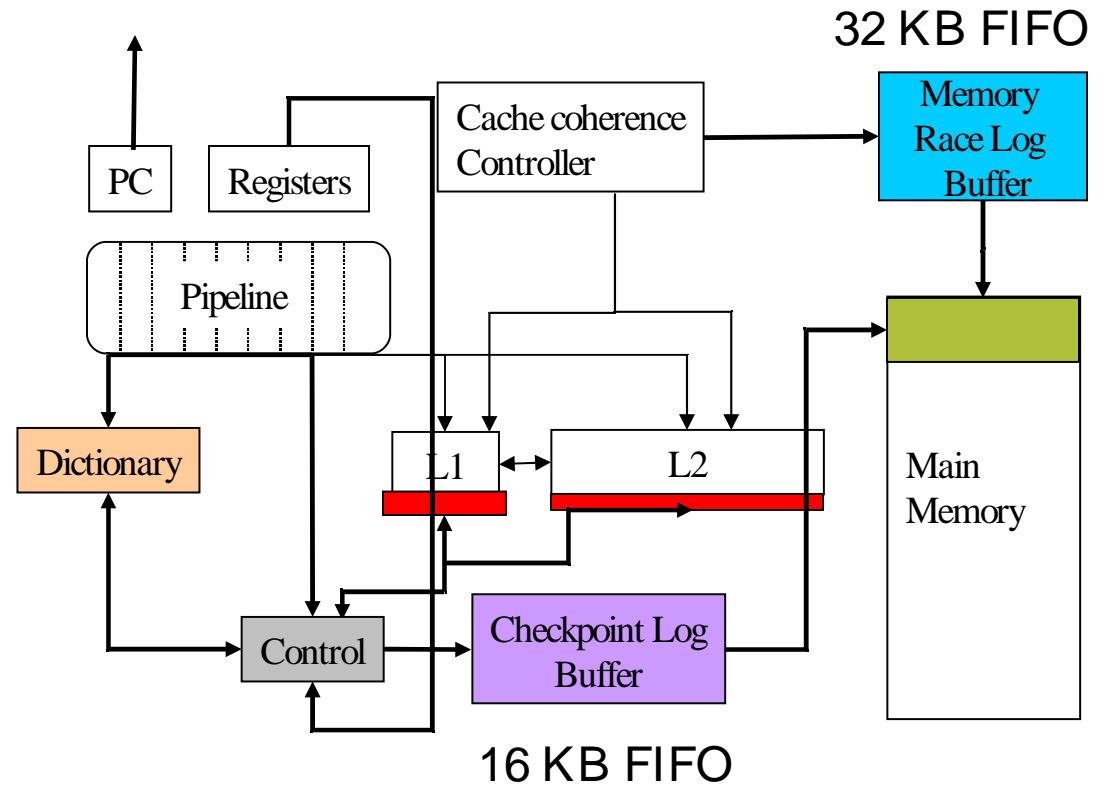 32 KB FIFO
Cache coherence
Controller
Memory
Race Log
Buffer
PC
Registers
Pipeline
Dictionary
L1
L2
Main
Memory
Control
Checkpoint Log
Buffer
16 KB FIFO